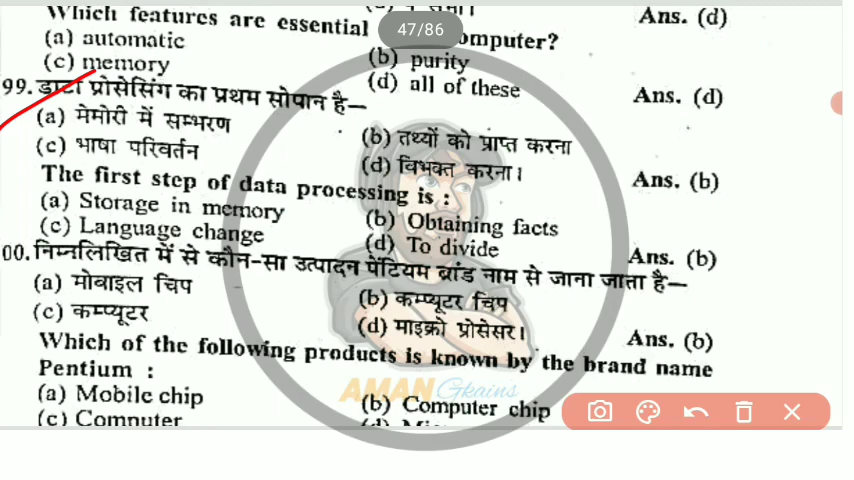 Which features are essential
47/86
omputer?
Ans. (d)
(a) automatic
(b) purity
(c) memory
(d) all of these
Ans. (d)
99. डाटा प्रोसेसिंग का प्रथम सोपान है—
(a) मेमोरी में सम्भरण
(b) तथ्यों को प्राप्त करना
(c) भाषा परिवर्तन
(d) विभक्त करना।
Ans. (b)
The first step of data processing is :
(a) Storage in memory
(b) Obtaining facts
(c) Language change
(d) To divide
Ans. (b)
00. निम्नलिखित में से कौन-सा उत्पादन पेंटियम ब्रांड नाम से जाना जाता है—
(a) मोबाइल चिप
(b) कम्प्यूटर चिप
(c) कम्प्यूटर
(d) माइक्रो प्रोसेसर।
Ans. (b)
Which of the following products is known by the brand name
Pentium :
(a) Mobile chip
(b) Computer chip
(c) Computer
AMAN Gkains